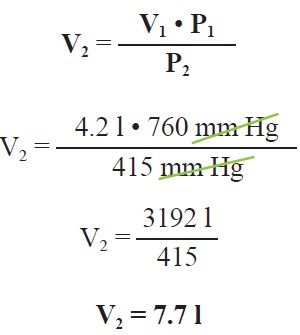 V₂ = V₁ • P₁ / P₂
V₂ = 4.2 l • 760 mm Hg / 415 mm Hg
V₂ = 3192 l / 415
V₂ = 7.7 l